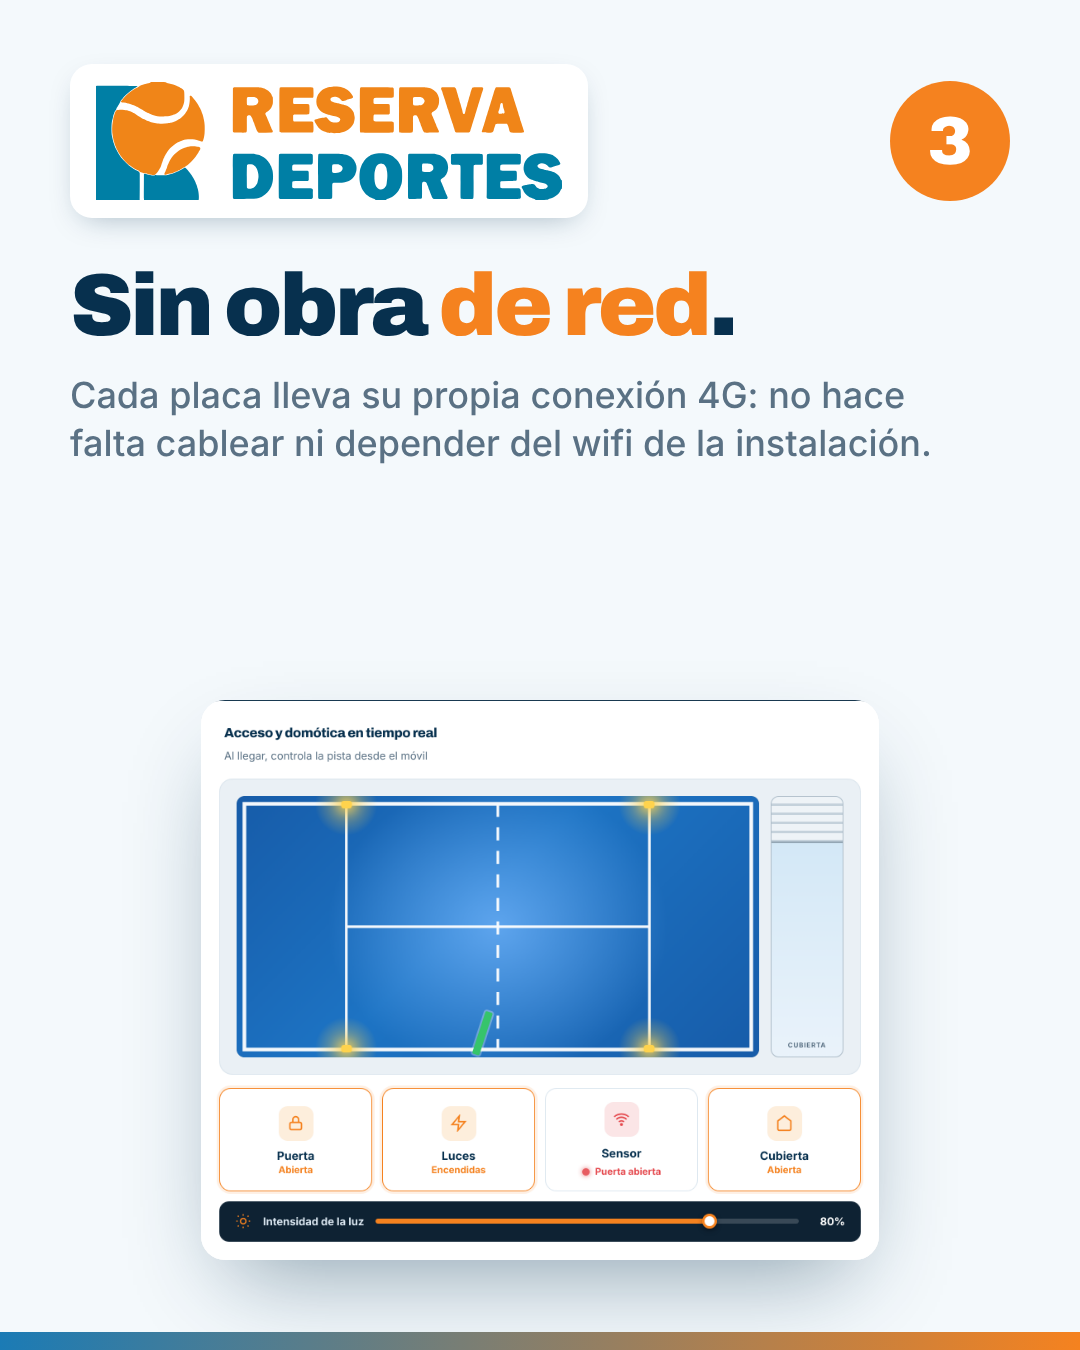 RESERVA
DEPORTES
3
Sin obra de red.
Cada placa lleva su propia conexión 4G: no hace
falta cablear ni depender del wifi de la instalación.
Acceso y domótica en tiempo real
Al llegar, controla la pista desde el móvil
CUBIERTA
Puerta
Abierta
Luces
Encendidas
Sensor
Puerta abierta
Cubierta
Abierta
Intensidad de la luz
80%